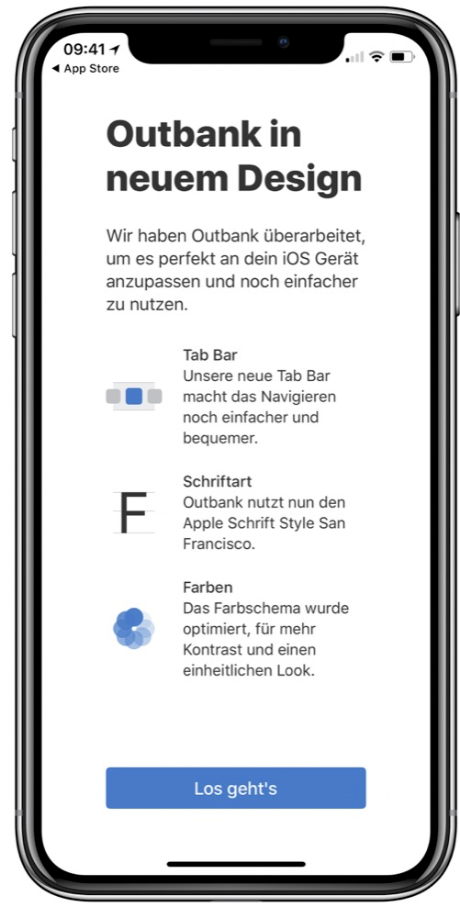 09:41
◀ App Store
Outbank in
neuem Design
Wir haben Outbank überarbeitet,
um es perfekt an dein iOS Gerät
anzupassen und noch einfacher
zu nutzen.
Tab Bar
Unsere neue Tab Bar
macht das Navigieren
noch einfacher und
bequemer.
F
Schriftart
Outbank nutzt nun den
Apple Schrift Style San
Francisco.
Farben
Das Farbschema wurde
optimiert, für mehr
Kontrast und einen
einheitlichen Look.
Los geht's